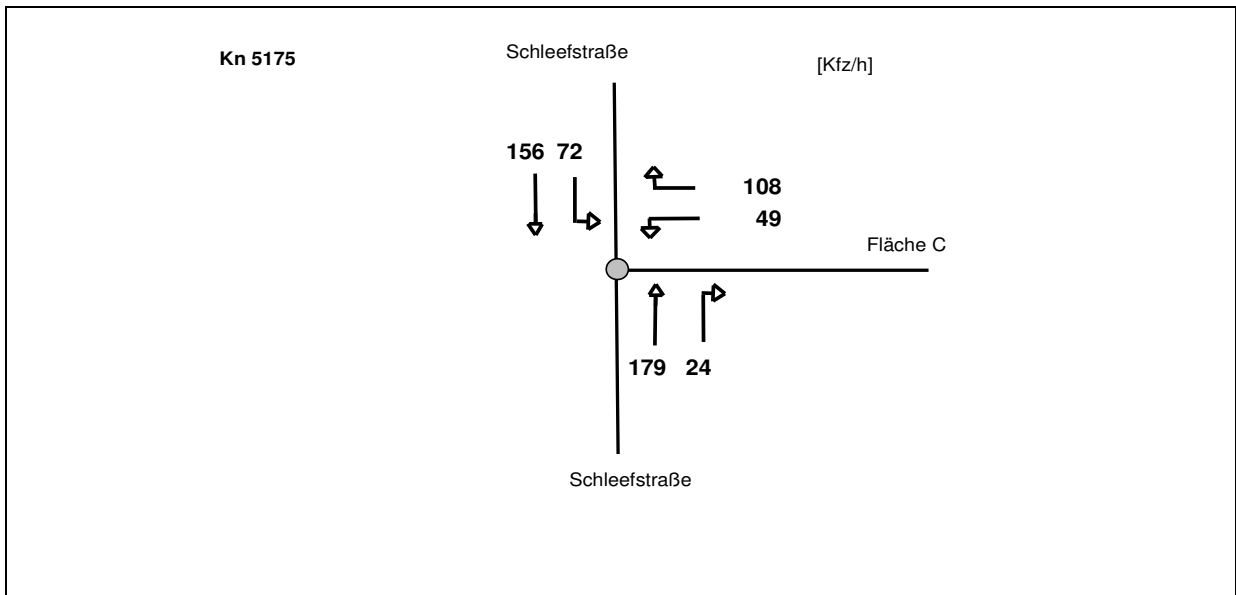 Kn 5175
Schleefstraße
[Kfz/h]
156 72
108
49
Fläche C
179 24
Schleefstraße